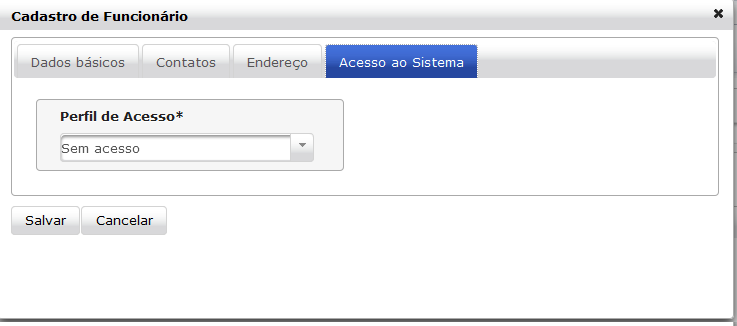 Cadastro de Funcionário
Dados básicos Contatos Endereço Acesso ao Sistema
Perfil de Acesso*
Sem acesso
Salvar Cancelar